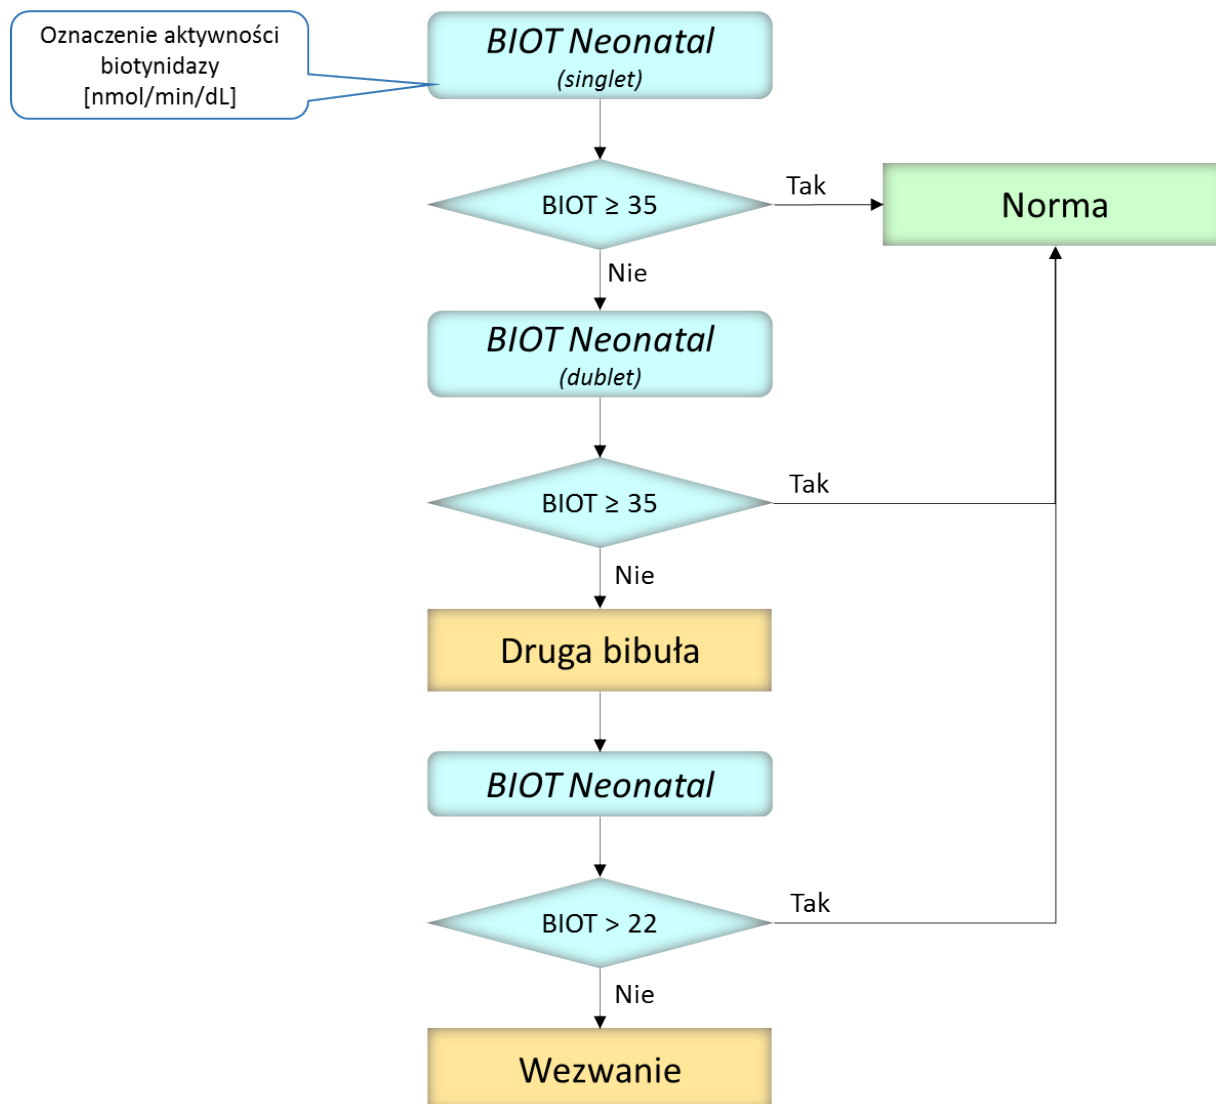 Oznaczenie aktywności
biotynidazy
[nmol/min/dL]
BIOT Neonatal
(singlet)
BIOT ≥ 35
Tak
Norma
Nie
BIOT Neonatal
(dublet)
BIOT ≥ 35
Tak
Nie
Druga bibuła
BIOT Neonatal
BIOT > 22
Tak
Nie
Wezwanie